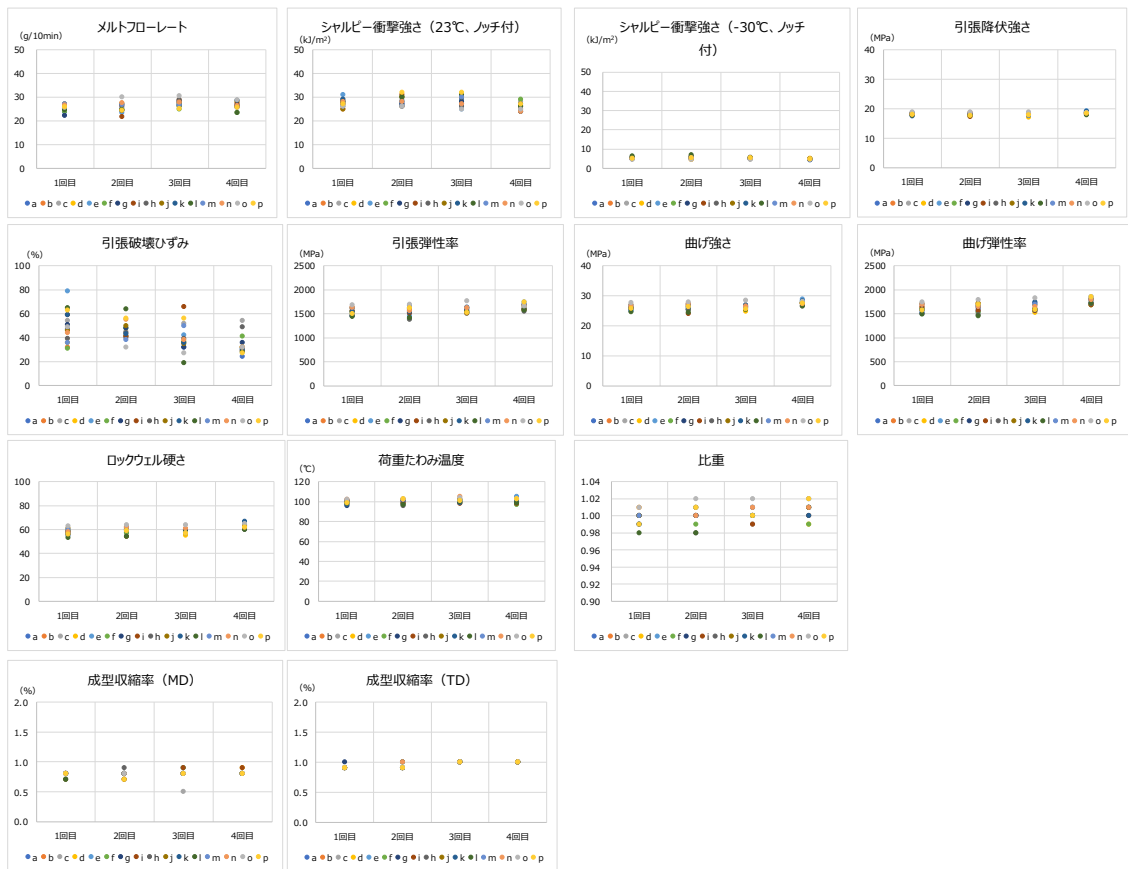 メルトフローレート
(g/10min)
50
40
30
20
10
0
1回目 2回目 3回目 4回目
a b c d e f g i h j k l m n o p
シャルピー衝撃強さ（23℃、ノッチ付）
(kJ/m²)
50
40
30
20
10
0
1回目 2回目 3回目 4回目
a b c d e f g i h j k l m n o p
シャルピー衝撃強さ（-30℃、ノッチ
付）
(kJ/m²)
50
40
30
20
10
0
1回目 2回目 3回目 4回目
a b c d e f g i h j k l m n o p
引張降伏強さ
(MPa)
40
30
20
10
0
1回目 2回目 3回目 4回目
a b c d e f g i h j k l m n o p
引張破壊ひずみ
(%)
100
80
60
40
20
0
1回目 2回目 3回目 4回目
a b c d e f g i h j k l m n o p
引張弾性率
(MPa)
2500
2000
1500
1000
500
0
1回目 2回目 3回目 4回目
a b c d e f g i h j k l m n o p
曲げ強さ
(MPa)
40
30
20
10
0
1回目 2回目 3回目 4回目
a b c d e f g i h j k l m n o p
曲げ弾性率
(MPa)
2500
2000
1500
1000
500
0
1回目 2回目 3回目 4回目
a b c d e f g i h j k l m n o p
ロックウェル硬さ
100
80
60
40
20
0
1回目 2回目 3回目 4回目
a b c d e f g i h j k l m n o p
荷重たわみ温度
(℃)
120
100
80
60
40
20
0
1回目 2回目 3回目 4回目
a b c d e f g i h j k l m n o p
比重
1.04
1.02
1.00
0.98
0.96
0.94
0.92
0.90
1回目 2回目 3回目 4回目
a b c d e f g i h j k l m n o p
成型収縮率（MD）
(%)
2.0
1.5
1.0
0.5
0.0
1回目 2回目 3回目 4回目
a b c d e f g i h j k l m n o p
成型収縮率（TD）
(%)
2.0
1.5
1.0
0.5
0.0
1回目 2回目 3回目 4回目
a b c d e f g i h j k l m n o p